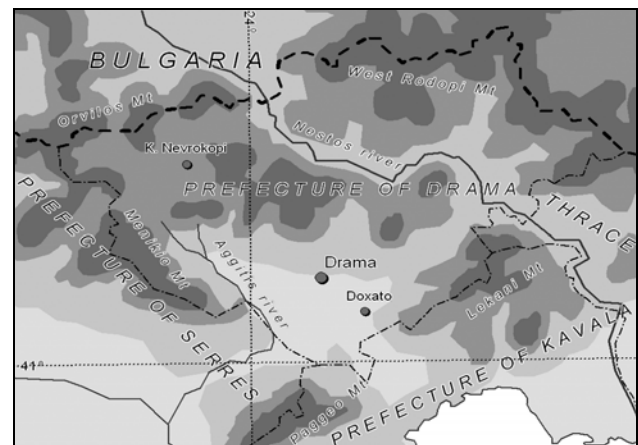 24°
BULGARIA
West Rodopi Mt
Orvilos Mt
Nestos river
K. Nevrokopi
PREFECTURE OF DRAMA
THRACE
PREFECTURE OF SERRES
Menikio Mt
Aggitis river
Drama
Lekani Mt
Doxato
41°
PREFECTURE OF KAVALA
Paggeo Mt